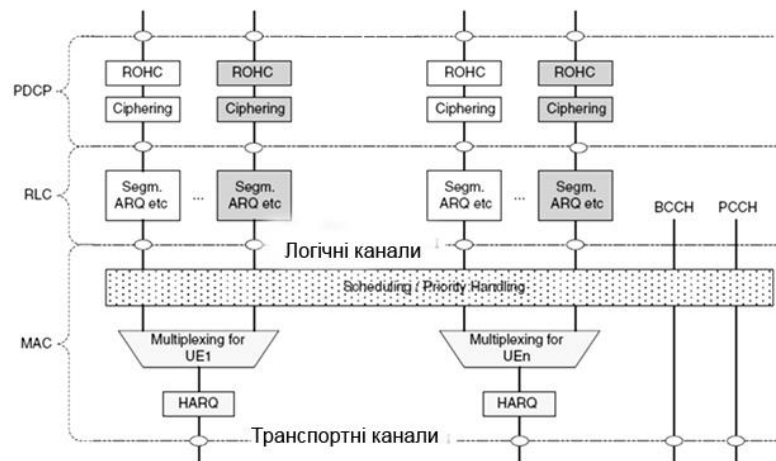 ROHC
ROHC
ROHC
ROHC
PDCP
Ciphering
Ciphering
Ciphering
Ciphering
RLC
Segm.
ARQ etc
...
Segm.
ARQ etc
Segm.
ARQ etc
...
Segm.
ARQ etc
BCCH
PCCH
Логічні канали
Scheduling / Priority Handling
MAC
Multiplexing for
UE1
Multiplexing for
UEn
HARQ
HARQ
Транспортні канали